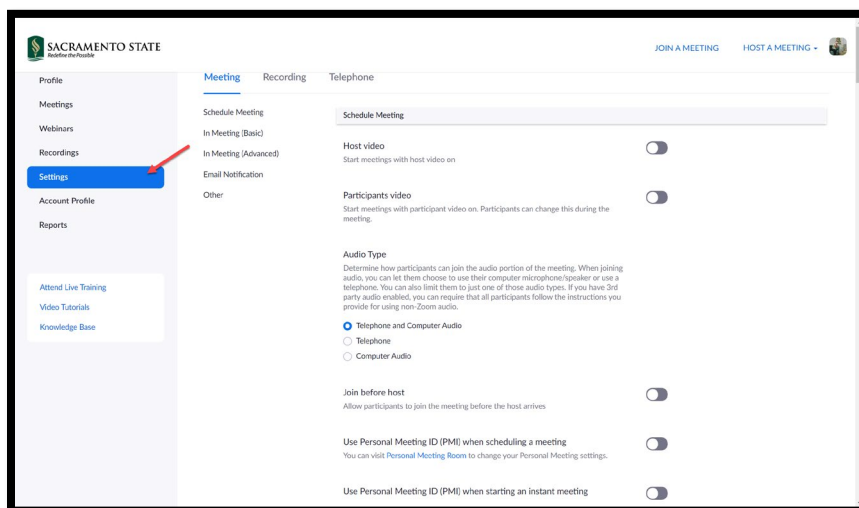 SACRAMENTO STATE
Redefine the Possible
JOIN A MEETING
HOST A MEETING
Profile
Meetings
Webinars
Recordings
Settings
Account Profile
Reports
Attend Live Training
Video Tutorials
Knowledge Base
Meeting
Recording
Telephone
Schedule Meeting
In Meeting (Basic)
In Meeting (Advanced)
Email Notification
Other
Schedule Meeting
Host video
Start meetings with host video on
Participants video
Start meetings with participant video on. Participants can change this during the
meeting.
Audio Type
Determine how participants can join the audio portion of the meeting. When joining
audio, you can let them choose to use their computer microphone/speaker or use a
telephone. You can also limit them to just one of those audio types. If you have 3rd
party audio enabled, you can require that all participants follow the instructions you
provide for using non-Zoom audio.
Telephone and Computer Audio
Telephone
Computer Audio
Join before host
Allow participants to join the meeting before the host arrives
Use Personal Meeting ID (PMI) when scheduling a meeting
You can visit Personal Meeting Room to change your Personal Meeting settings.
Use Personal Meeting ID (PMI) when starting an instant meeting